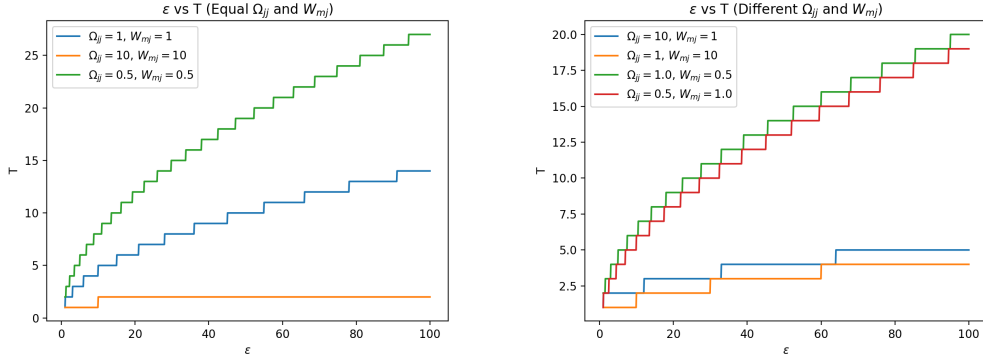 ε vs T (Equal Ω_jj and W_mj)
Ω_jj = 1, W_mj = 1
Ω_jj = 10, W_mj = 10
Ω_jj = 0.5, W_mj = 0.5
25
20
15
10
5
0
T
0 20 40 60 80 100
ε
ε vs T (Different Ω_jj and W_mj)
Ω_jj = 10, W_mj = 1
Ω_jj = 1, W_mj = 10
Ω_jj = 1.0, W_mj = 0.5
Ω_jj = 0.5, W_mj = 1.0
20.0
17.5
15.0
12.5
10.0
7.5
5.0
2.5
T
0 20 40 60 80 100
ε